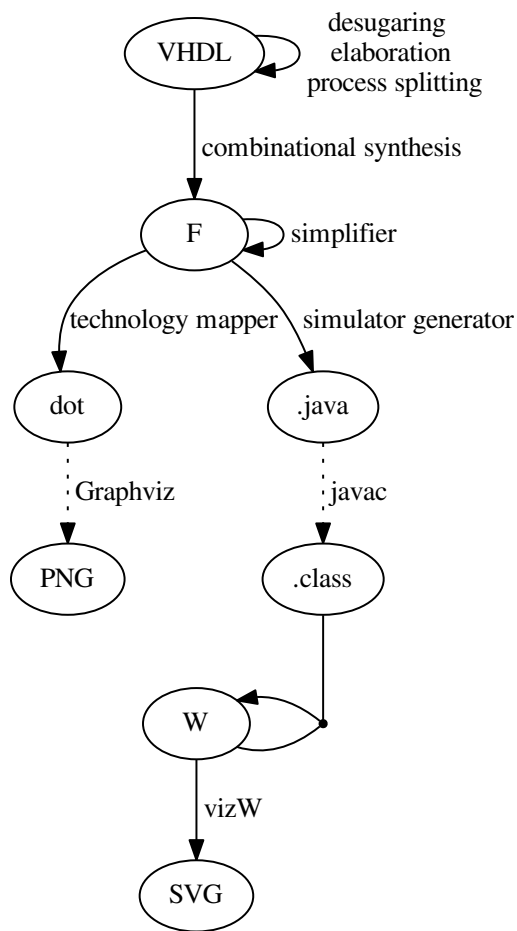 desugaring
VHDL
elaboration
process splitting
combinational synthesis
F
simplifier
technology mapper
simulator generator
dot
.java
Graphviz
javac
PNG
.class
W
vizW
SVG